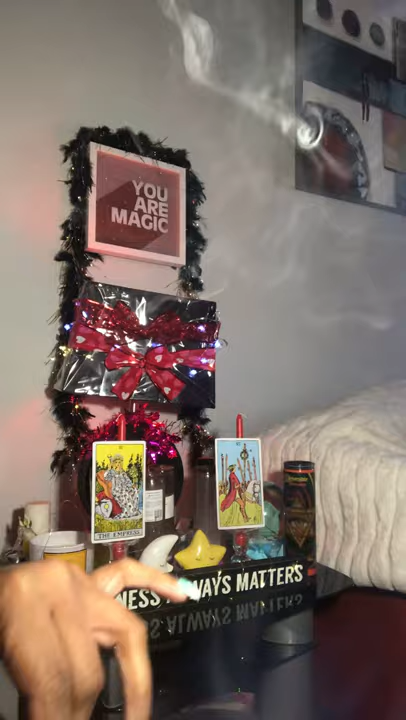 YOU
ARE
MAGIC
THE EMPRESS.
NESS ALWAYS MATTERS